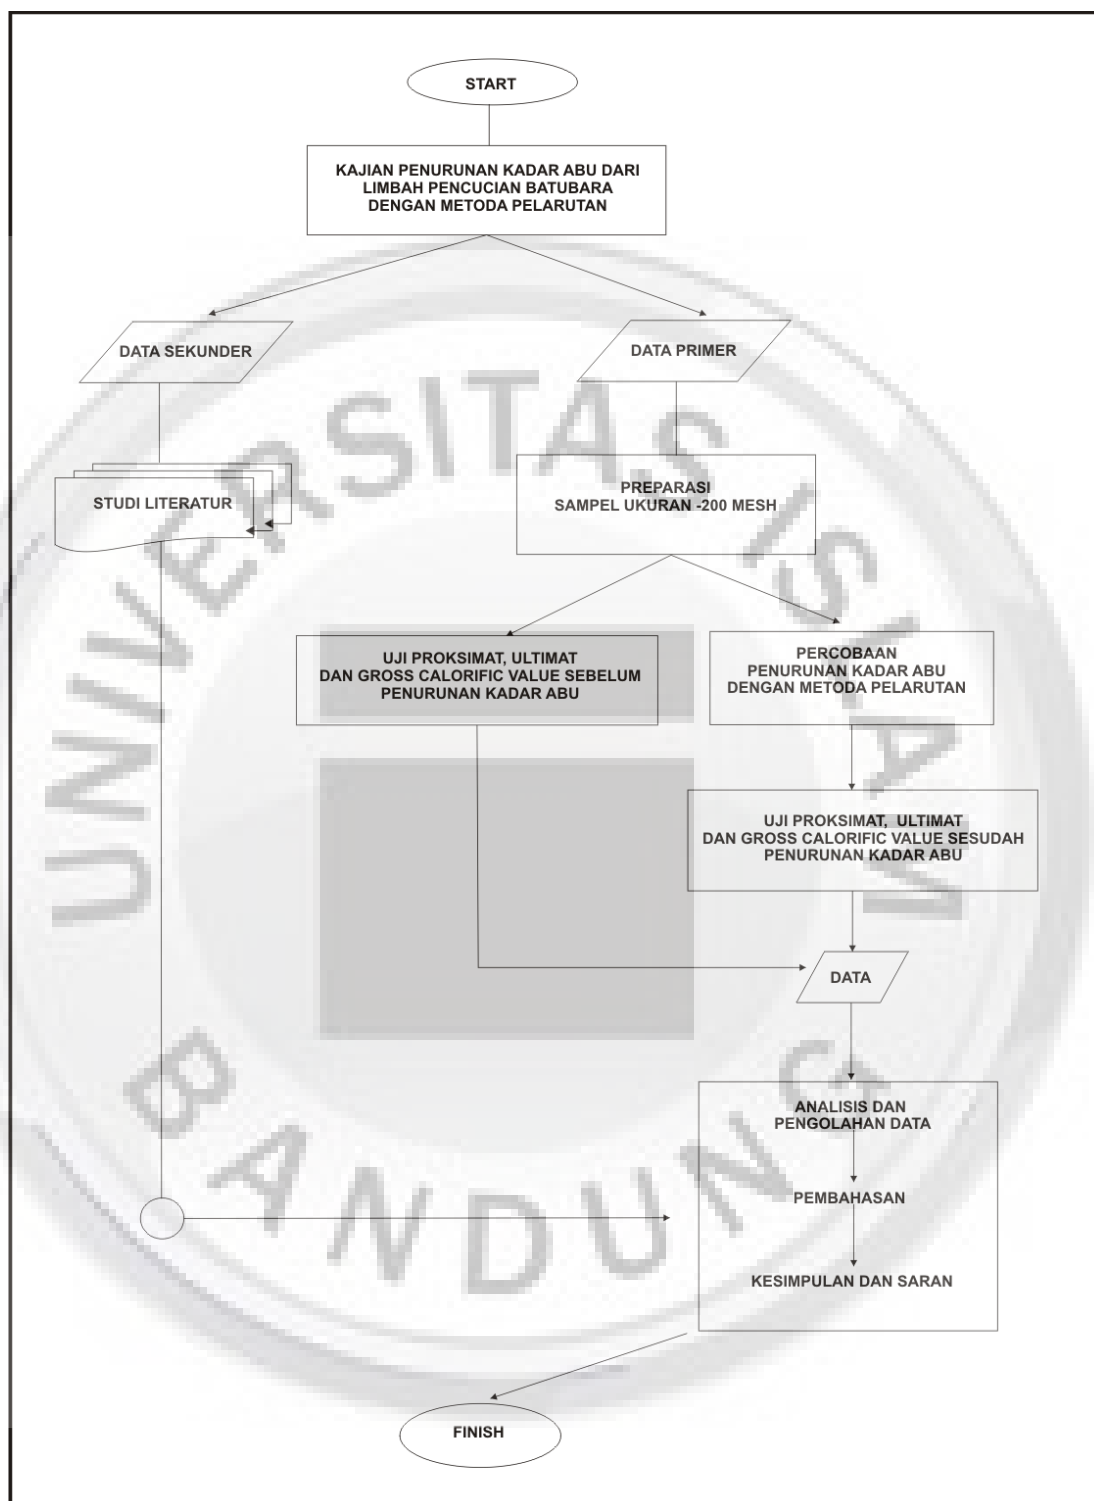 START
KAJIAN PENURUNAN KADAR ABU DARI
LIMBAH PENCUCIAN BATUBARA
DENGAN METODA PELARUTAN
DATA SEKUNDER
DATA PRIMER
STUDI LITERATUR
PREPARASI
SAMPEL UKURAN -200 MESH
UJI PROKSIMAT, ULTIMAT
DAN GROSS CALORIFIC VALUE SEBELUM
PENURUNAN KADAR ABU
PERCOBAAN
PENURUNAN KADAR ABU
DENGAN METODA PELARUTAN
UJI PROKSIMAT, ULTIMAT
DAN GROSS CALORIFIC VALUE SESUDAH
PENURUNAN KADAR ABU
DATA
ANALISIS DAN
PENGOLAHAN DATA
PEMBAHASAN
KESIMPULAN DAN SARAN
FINISH
UNIVERSITAS ISLAM
BANDUNG